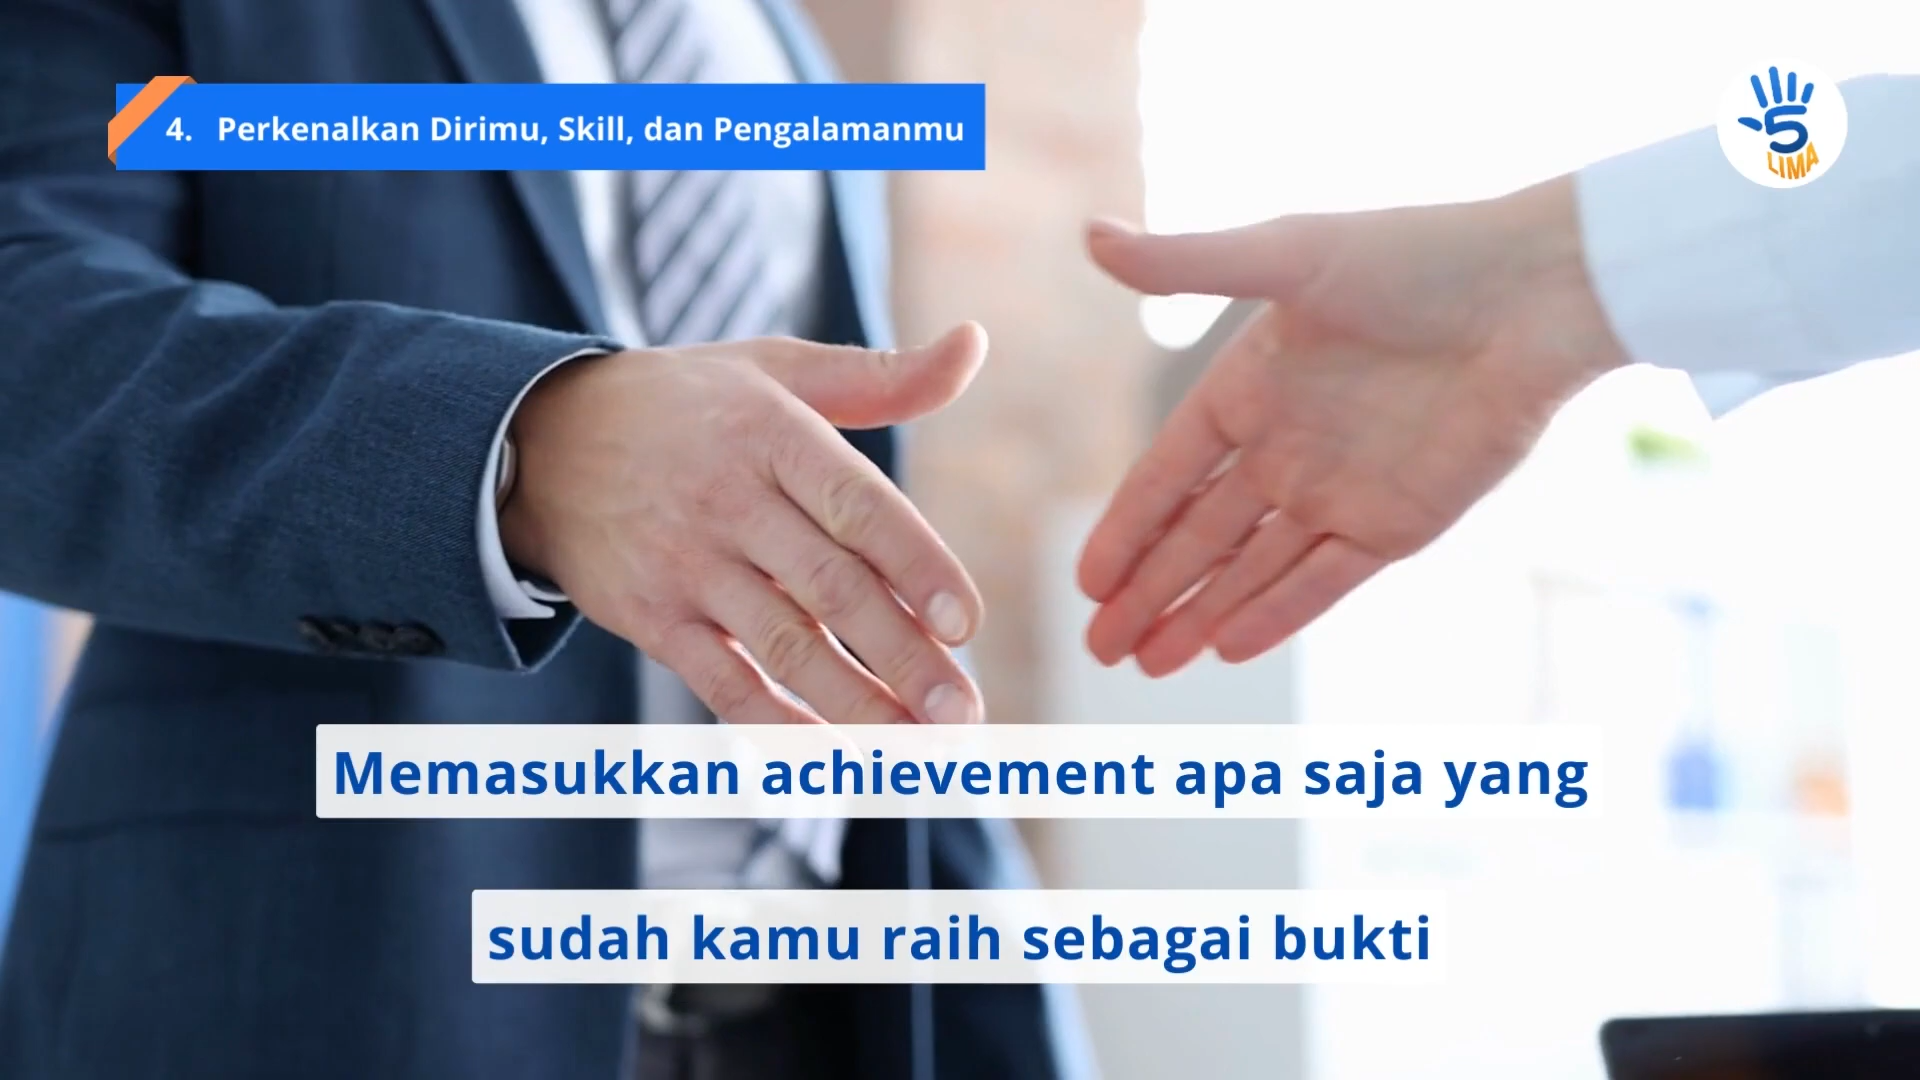 4. Perkenalkan Dirimu, Skill, dan Pengalamanmu
5
LIMA
Memasukkan achievement apa saja yang
sudah kamu raih sebagai bukti